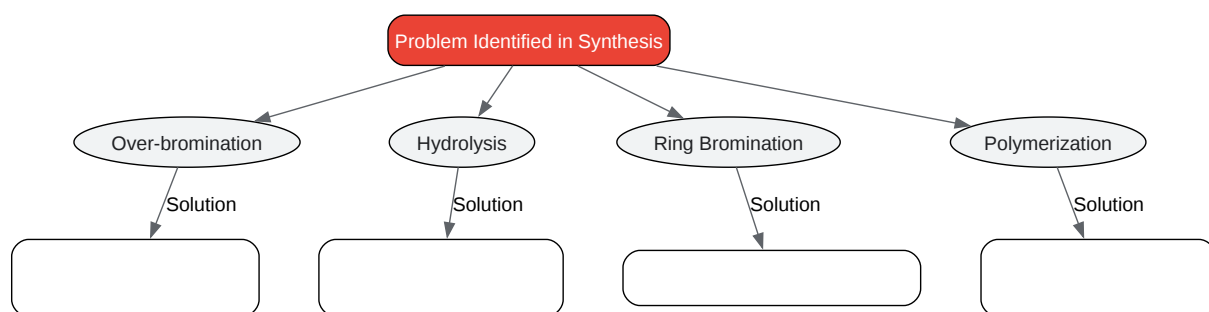 Problem Identified in Synthesis
Over-bromination
Hydrolysis
Ring Bromination
Polymerization
Solution
Solution
Solution
Solution